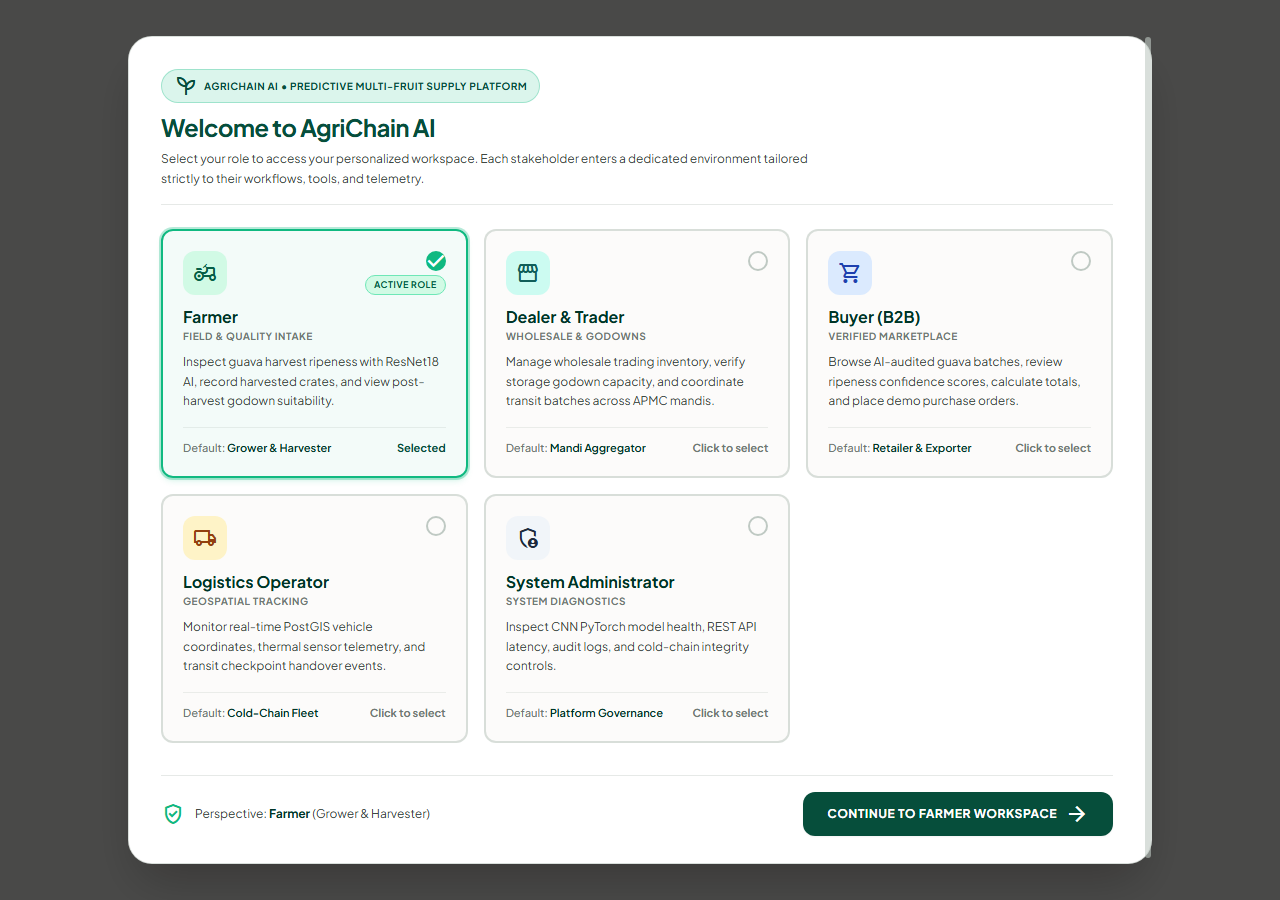 AGRICHAIN AI • PREDICTIVE MULTI-FRUIT SUPPLY PLATFORM
Welcome to AgriChain AI
Select your role to access your personalized workspace. Each stakeholder enters a dedicated environment tailored
strictly to their workflows, tools, and telemetry.
ACTIVE ROLE
Farmer
FIELD & QUALITY INTAKE
Inspect guava harvest ripeness with ResNet18
AI, record harvested crates, and view post-
harvest godown suitability.
Default: Grower & Harvester
Selected
Dealer & Trader
WHOLESALE & GODOWNS
Manage wholesale trading inventory, verify
storage godown capacity, and coordinate
transit batches across APMC mandis.
Default: Mandi Aggregator
Click to select
Buyer (B2B)
VERIFIED MARKETPLACE
Browse AI-audited guava batches, review
ripeness confidence scores, calculate totals,
and place demo purchase orders.
Default: Retailer & Exporter
Click to select
Logistics Operator
GEOSPATIAL TRACKING
Monitor real-time PostGIS vehicle
coordinates, thermal sensor telemetry, and
transit checkpoint handover events.
Default: Cold-Chain Fleet
Click to select
System Administrator
SYSTEM DIAGNOSTICS
Inspect CNN PyTorch model health, REST API
latency, audit logs, and cold-chain integrity
controls.
Default: Platform Governance
Click to select
Perspective: Farmer (Grower & Harvester)
CONTINUE TO FARMER WORKSPACE